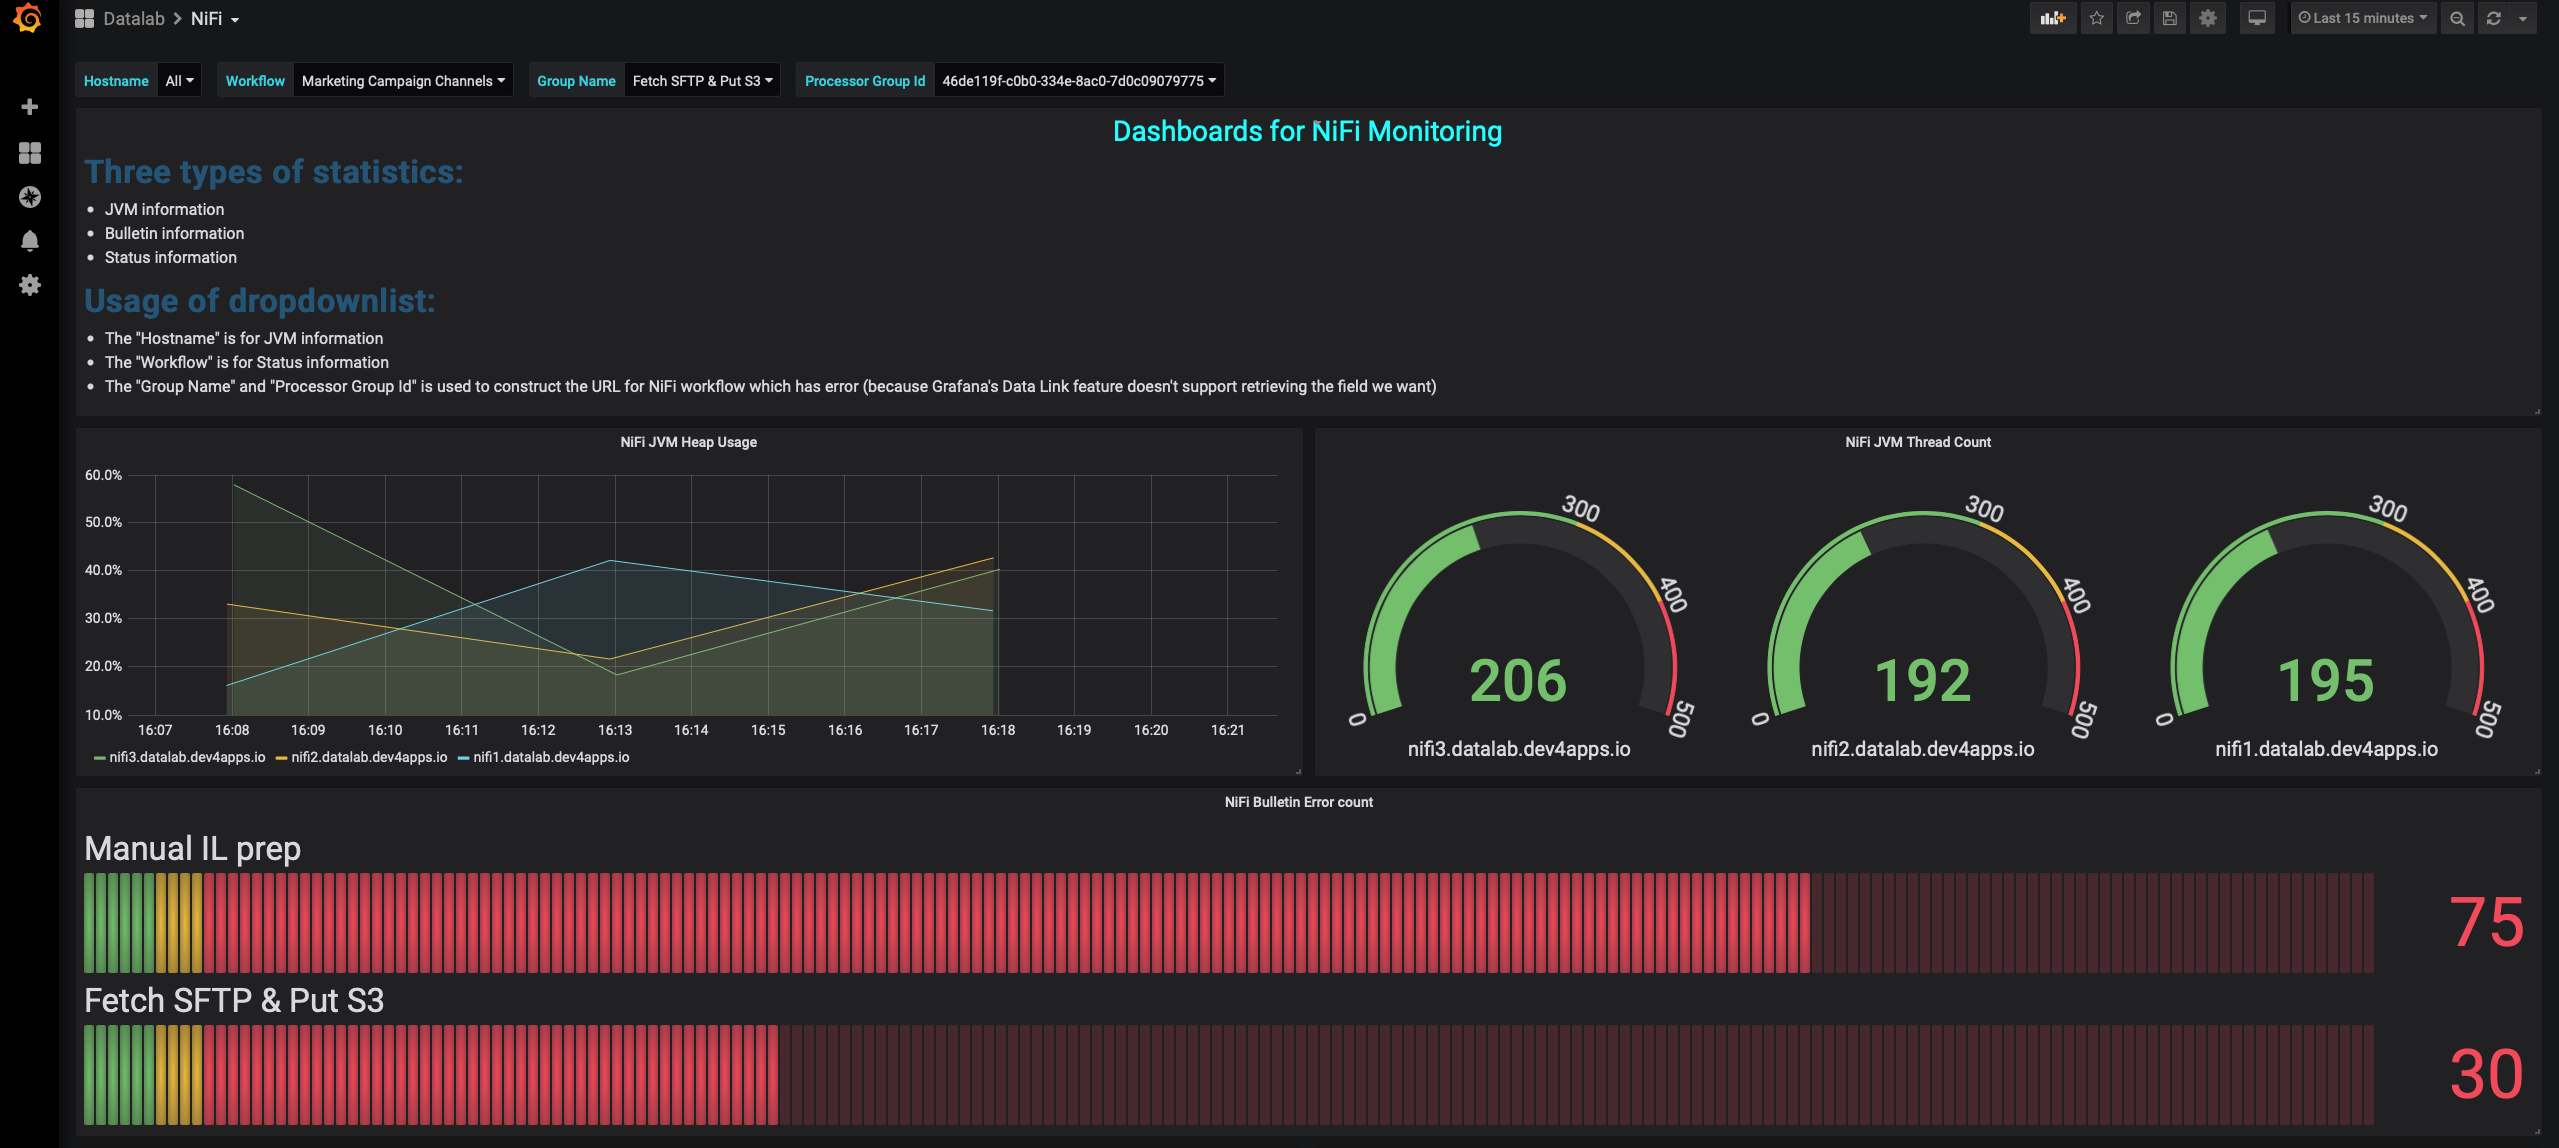 Datalab > NiFi
Last 15 minutes
Hostname All Workflow Marketing Campaign Channels Group Name Fetch SFTP & Put S3 Processor Group Id 46de119f-c0b0-334e-8ac0-7d0c09079775
Dashboards for NiFi Monitoring
Three types of statistics:
• JVM information
• Bulletin information
• Status information
Usage of dropdownlist:
• The "Hostname" is for JVM information
• The "Workflow" is for Status information
• The "Group Name" and "Processor Group Id" is used to construct the URL for NiFi workflow which has error (because Grafana's Data Link feature doesn't support retrieving the field we want)
NiFi JVM Heap Usage
60.0%
50.0%
40.0%
30.0%
20.0%
10.0%
16:07 16:08 16:09 16:10 16:11 16:12 16:13 16:14 16:15 16:16 16:17 16:18 16:19 16:20 16:21
nifi3.datalab.dev4apps.io nifi2.datalab.dev4apps.io nifi1.datalab.dev4apps.io
NiFi JVM Thread Count
0 300 400 500
206
nifi3.datalab.dev4apps.io
0 300 400 500
192
nifi2.datalab.dev4apps.io
0 300 400 500
195
nifi1.datalab.dev4apps.io
NiFi Bulletin Error count
Manual IL prep
75
Fetch SFTP & Put S3
30